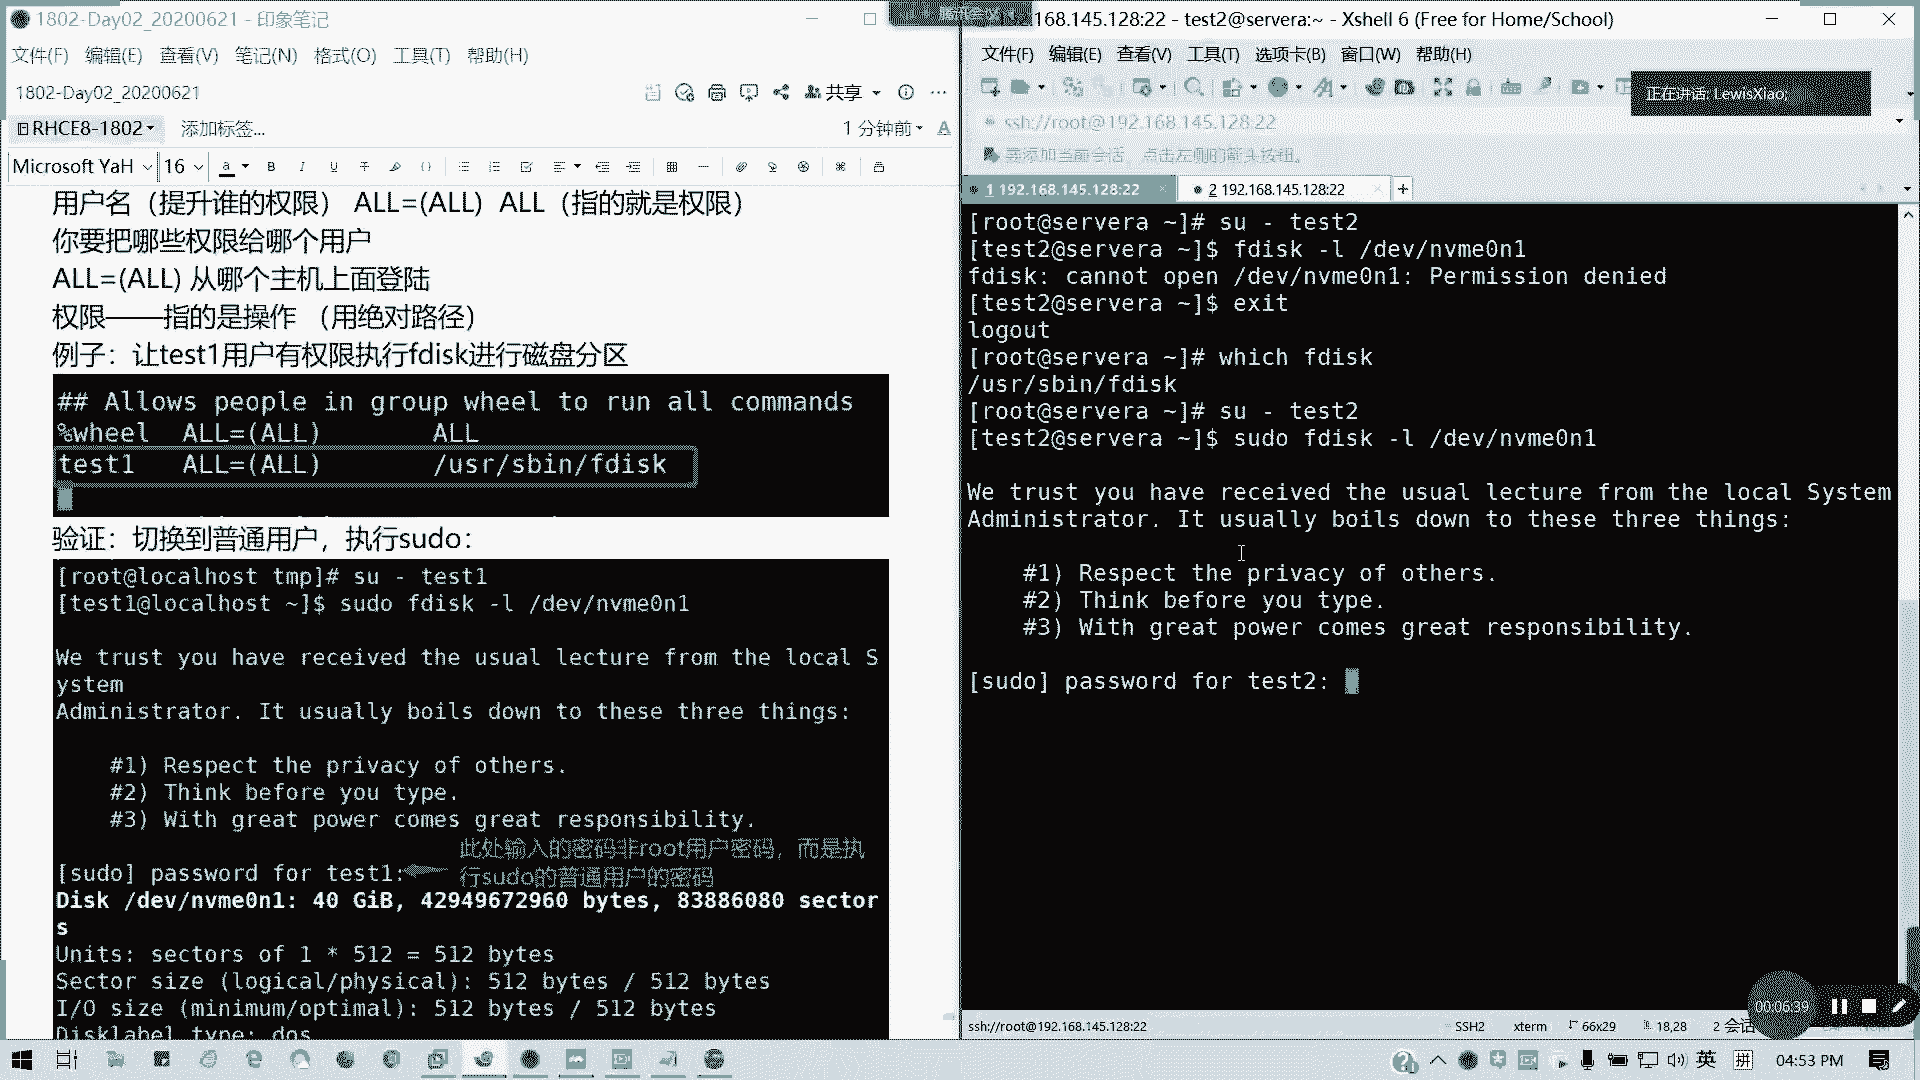 1802-Day02_20200621 - 印象笔记
文件(F) 编辑(E) 查看(V) 笔记(N) 格式(O) 工具(T) 帮助(H)
1802-Day02_20200621
共享
RHCE8-1802 添加标签...
1 分钟前
Microsoft YaH 16
用户名（提升谁的权限） ALL=(ALL) ALL（指的就是权限）
你要把哪些权限给哪个用户
ALL=(ALL) 从哪个主机上面登陆
权限——指的是操作 （用绝对路径）
例子：让test1用户有权限执行fdisk进行磁盘分区
## Allows people in group wheel to run all commands
%wheel ALL=(ALL) ALL
test1 ALL=(ALL) /usr/sbin/fdisk
验证：切换到普通用户，执行sudo：
[root@localhost tmp]# su - test1
[test1@localhost ~]$ sudo fdisk -l /dev/nvme0n1
We trust you have received the usual lecture from the local S
ystem
Administrator. It usually boils down to these three things:
#1) Respect the privacy of others.
#2) Think before you type.
#3) With great power comes great responsibility.
此处输入的密码非root用户密码，而是执
行sudo的普通用户的密码
[sudo] password for test1:
Disk /dev/nvme0n1: 40 GiB, 42949672960 bytes, 83886080 sector
s
Units: sectors of 1 * 512 = 512 bytes
Sector size (logical/physical): 512 bytes / 512 bytes
I/O size (minimum/optimal): 512 bytes / 512 bytes
Disklabel type: dos
.168.145.128:22 - test2@servera:~ - Xshell 6 (Free for Home/School)
文件(F) 编辑(E) 查看(V) 工具(T) 选项卡(B) 窗口(W) 帮助(H)
正在讲话: LewisXiao;
ssh://root@192.168.145.128:22
要添加当前会话，点击左侧的箭头按钮。
1 192.168.145.128:22
2 192.168.145.128:22
[root@servera ~]# su - test2
[test2@servera ~]$ fdisk -l /dev/nvme0n1
fdisk: cannot open /dev/nvme0n1: Permission denied
[test2@servera ~]$ exit
logout
[root@servera ~]# which fdisk
/usr/sbin/fdisk
[root@servera ~]# su - test2
[test2@servera ~]$ sudo fdisk -l /dev/nvme0n1
We trust you have received the usual lecture from the local System
Administrator. It usually boils down to these three things:
#1) Respect the privacy of others.
#2) Think before you type.
#3) With great power comes great responsibility.
[sudo] password for test2:
00:06:39
ssh://root@192.168.145.128:22 SSH2 xterm 66x29 18,28 2 会话
英 拼 04:53 PM